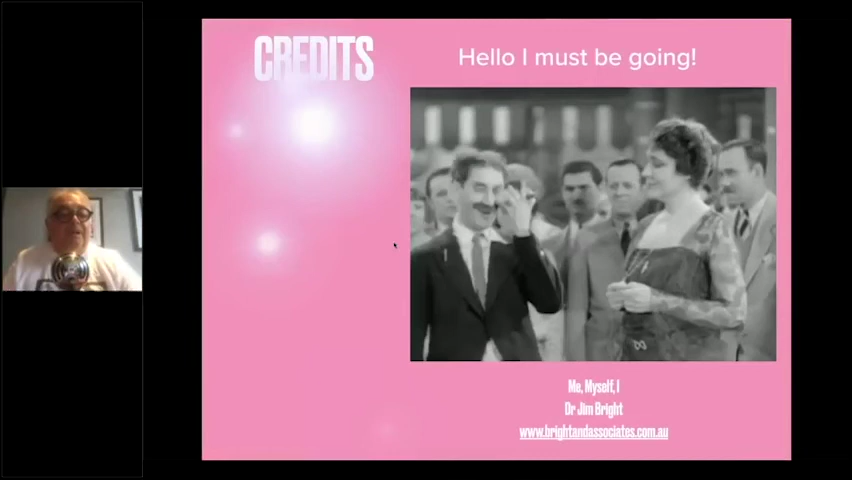 CREDITS
Hello I must be going!
Me, Myself, I
Dr Jim Bright
www.brightandassociates.com.au